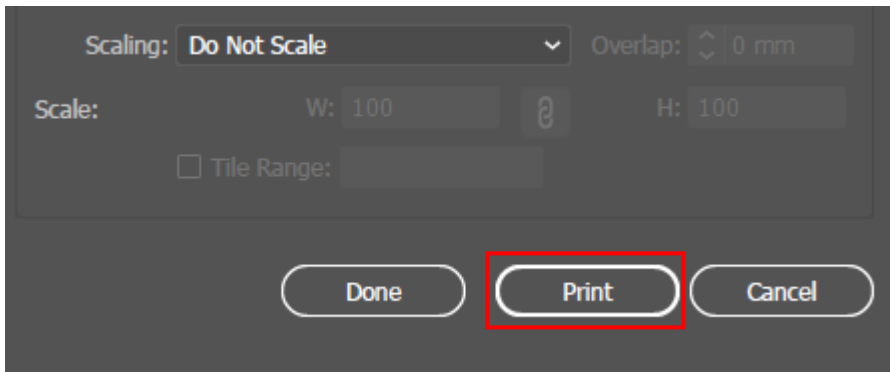 Scaling: Do Not Scale Overlap: 0 mm
Scale: W: 100 H: 100
Tile Range:
Done Print Cancel